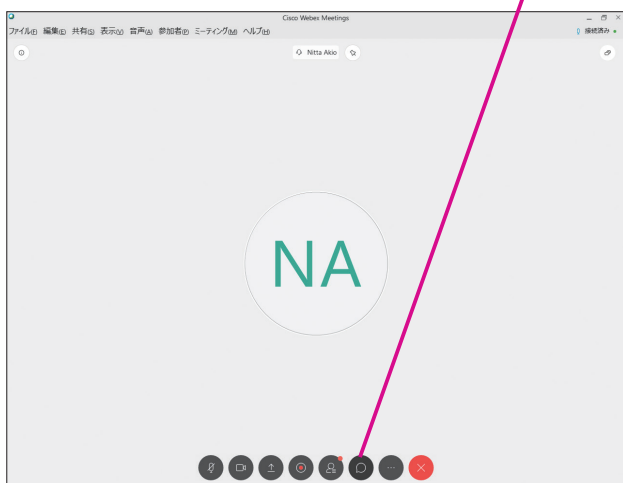 Cisco Webex Meetings
ファイル(F) 編集(E) 共有(S) 表示(V) 音声(A) 参加者(P) ミーティング(M) ヘルプ(H)
接続済み
Nitta Akio
NA